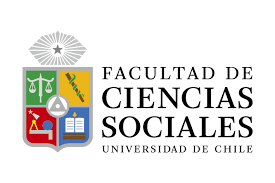 FACULTAD DE
CIENCIAS
SOCIALES
UNIVERSIDAD DE CHILE